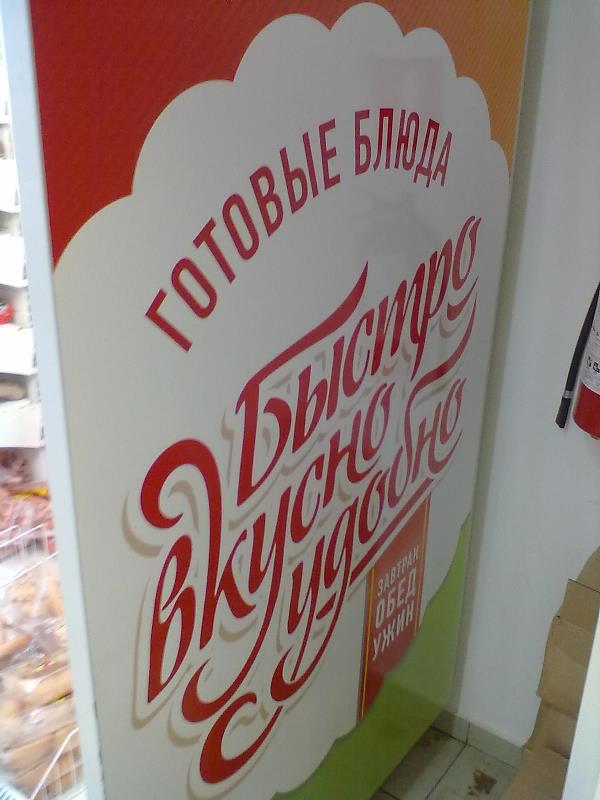 ГОТОВЫЕ БЛЮДА
Быстро
вкусно
удобно
ЗАВТРАК
ОБЕД
УЖИН